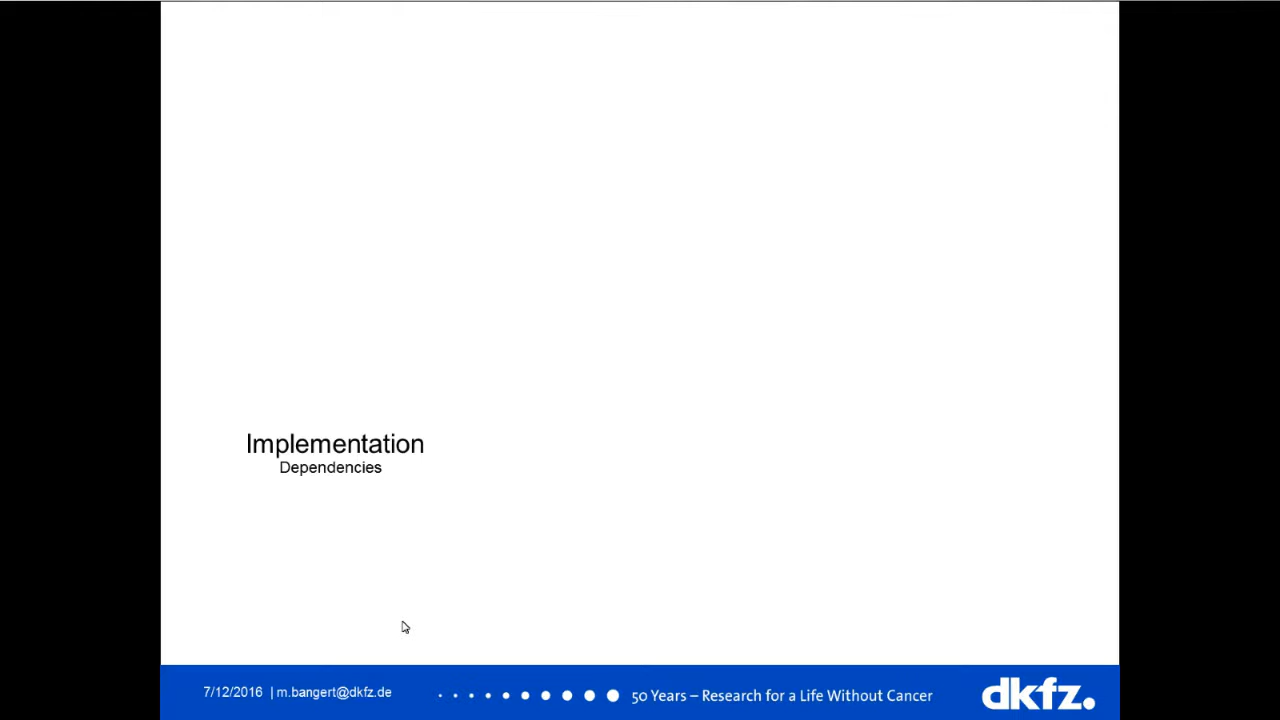 Implementation
Dependencies
7/12/2016 | m.bangert@dkfz.de
50 Years – Research for a Life Without Cancer
dkfz.